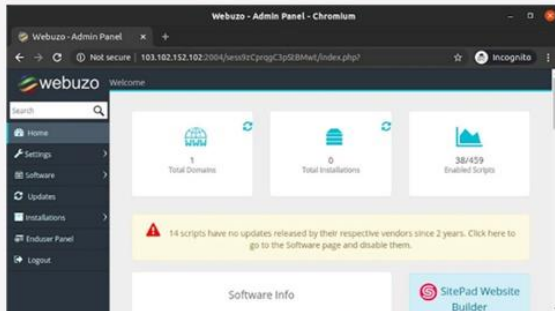 Webuzo - Admin Panel - Chromium
Webuzo - Admin Panel
Not secure | 103.102.152.102:2004/sess9zCprqgC3pStBMwt/index.php?
Incognito
webuzo Welcome
Search
Home
Settings
Software
Updates
Installations
Enduser Panel
Logout
1
Total Domains
0
Total Installations
38/459
Enabled Scripts
14 scripts have no updates released by their respective vendors since 2 years. Click here to
go to the Software page and disable them.
Software Info
SitePad Website
Builder